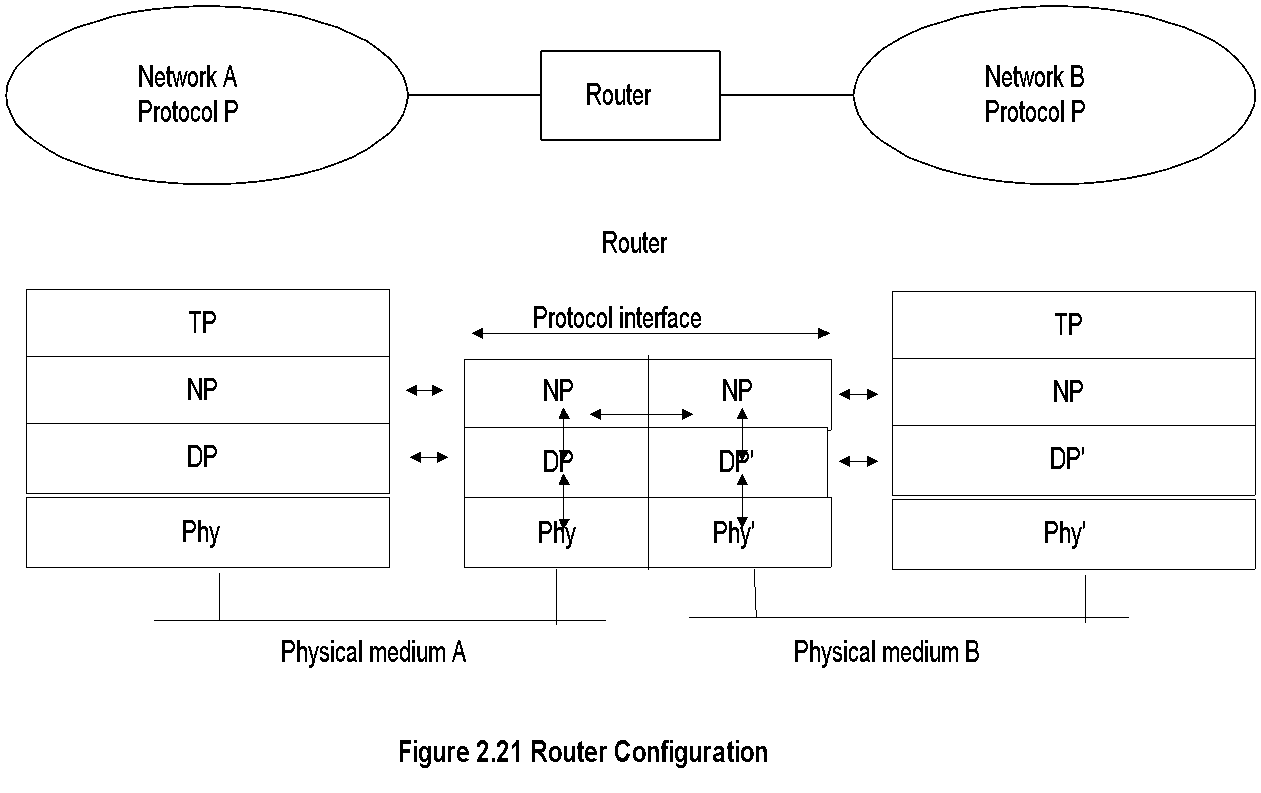 Network A
Protocol P
Router
Network B
Protocol P
Router
Protocol interface
TP
NP
DP
Phy
NP
NP
DP
DP'
Phy
Phy'
TP
NP
DP'
Phy'
Physical medium A
Physical medium B
Figure 2.21 Router Configuration